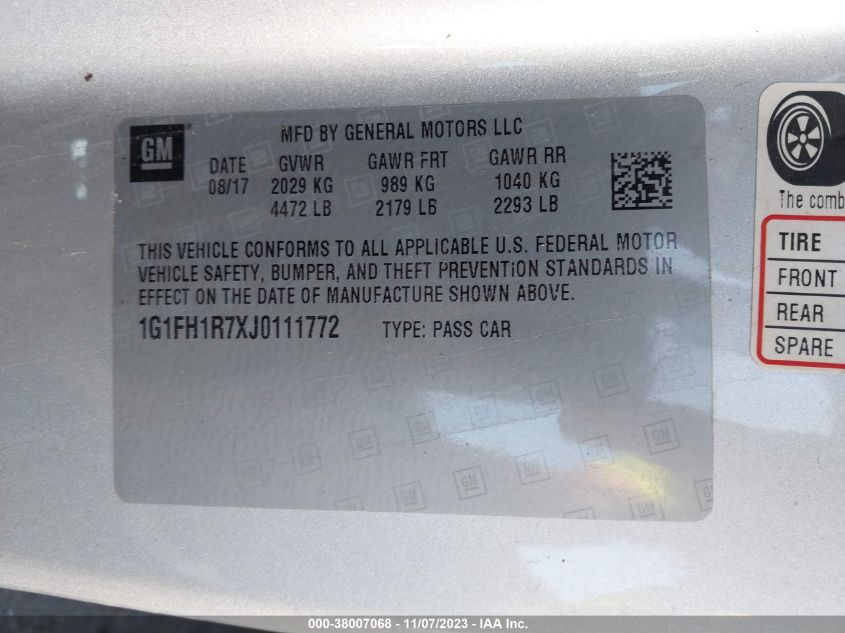 GM
MFD BY GENERAL MOTORS LLC
DATE GVWR GAWR FRT GAWR RR
08/17 2029 KG 989 KG 1040 KG
4472 LB 2179 LB 2293 LB
THIS VEHICLE CONFORMS TO ALL APPLICABLE U.S. FEDERAL MOTOR
VEHICLE SAFETY, BUMPER, AND THEFT PREVENTION STANDARDS IN
EFFECT ON THE DATE OF MANUFACTURE SHOWN ABOVE.
1G1FH1R7XJ0111772 TYPE: PASS CAR
The comb
TIRE
FRONT
REAR
SPARE
000-38007068 - 11/07/2023 - IAA Inc.